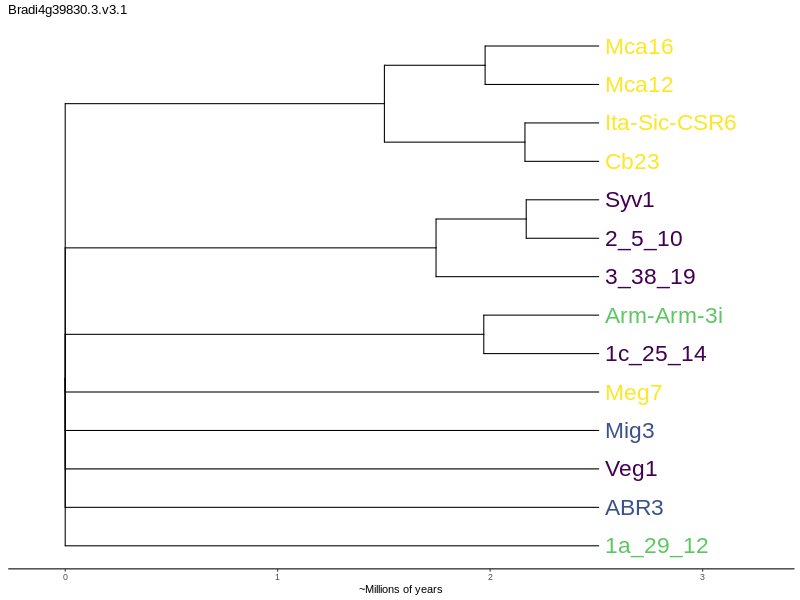 Bradi4g39830.3.v3.1
Mca16
Mca12
Ita-Sic-CSR6
Cb23
Syv1
2_5_10
3_38_19
Arm-Arm-3i
1c_25_14
Meg7
Mig3
Veg1
ABR3
1a_29_12
0 1 2 3
~Millions of years